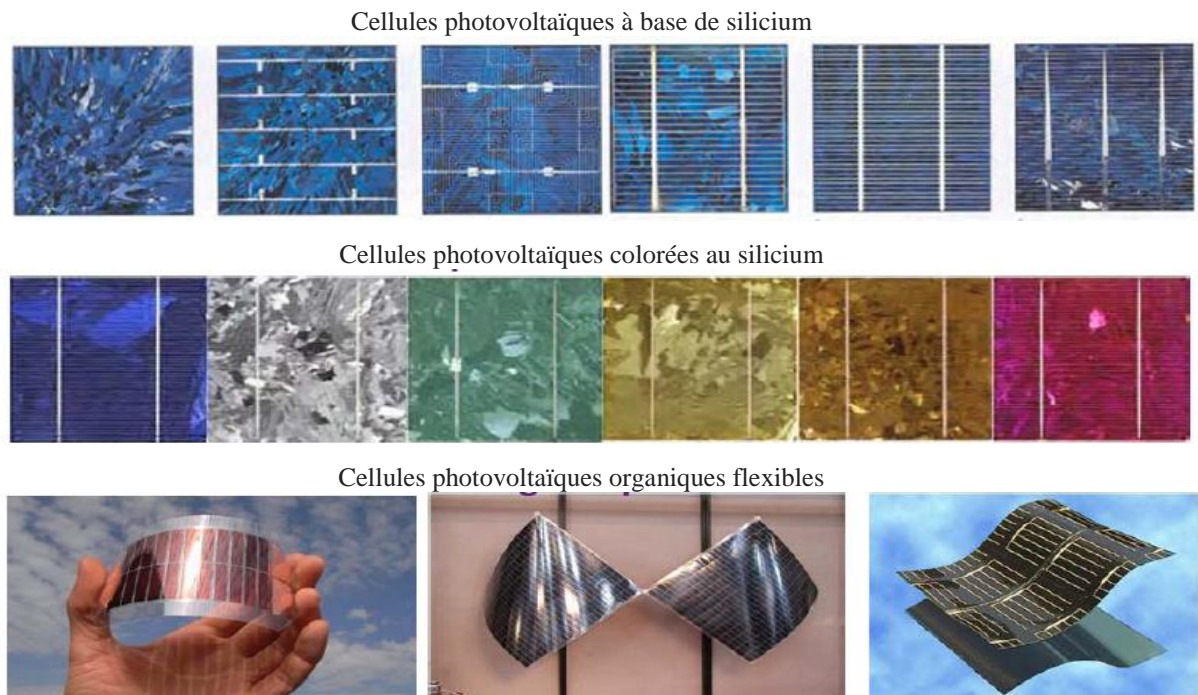 Cellules photovoltaïques à base de silicium
Cellules photovoltaïques colorées au silicium
Cellules photovoltaïques organiques flexibles